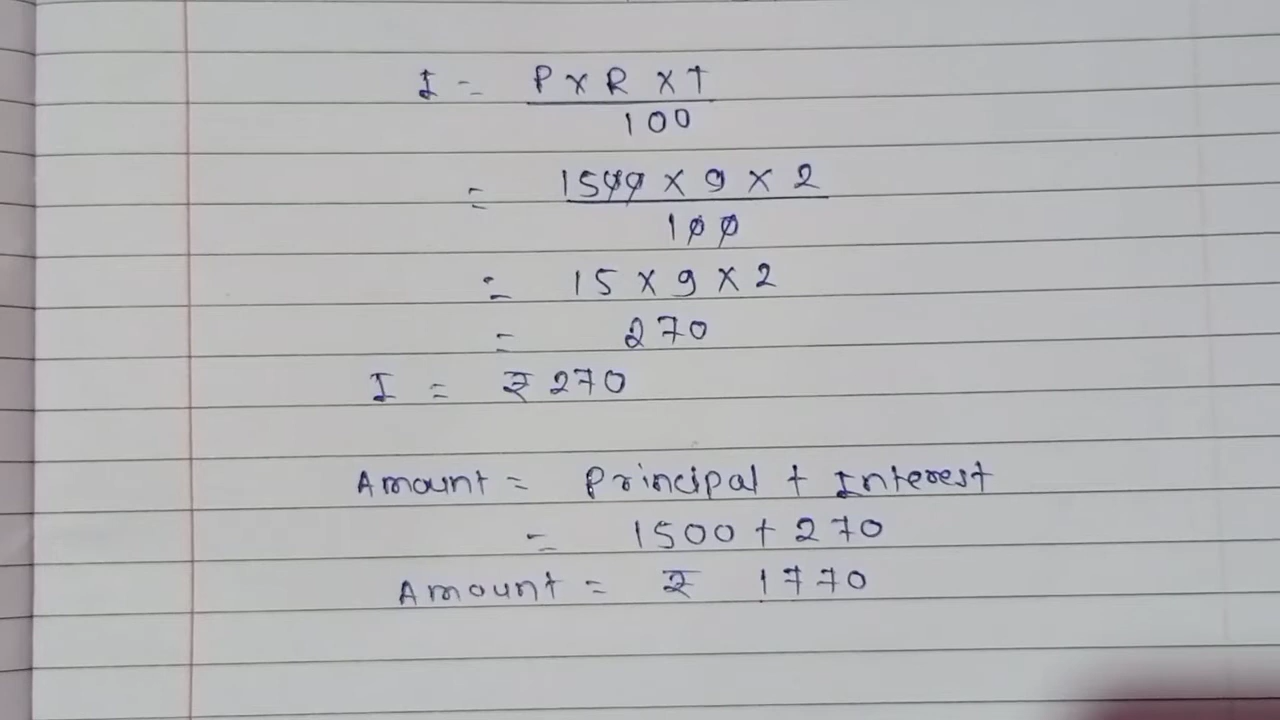 I = P × R × T
100
= 1500 × 9 × 2
100
= 15 × 9 × 2
= 270
I = ₹ 270
Amount = Principal + Interest
= 1500 + 270
Amount = ₹ 1770